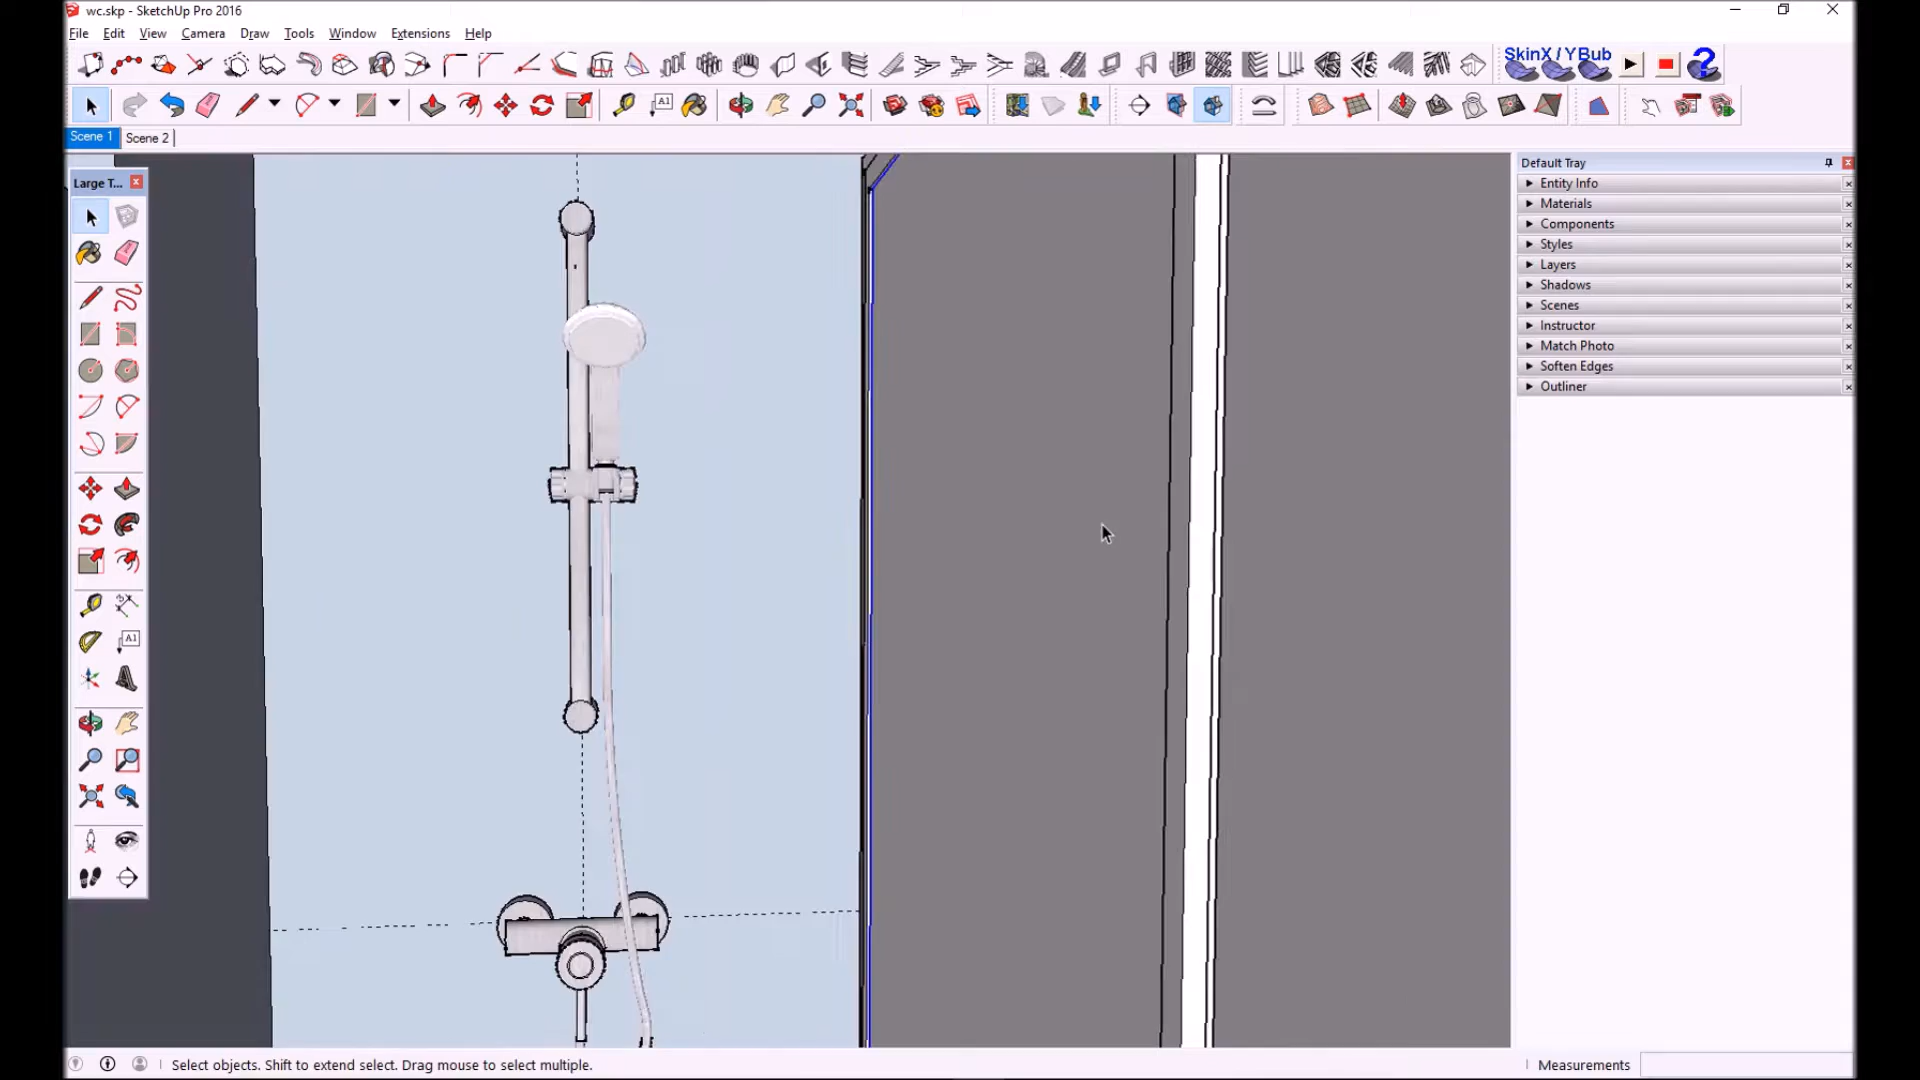 wc.skp - SketchUp Pro 2016
File Edit View Camera Draw Tools Window Extensions Help
SkinX / YBub
A1
Scene 1 Scene 2
Large T...
A1
Default Tray
Entity Info
Materials
Components
Styles
Layers
Shadows
Scenes
Instructor
Match Photo
Soften Edges
Outliner
Select objects. Shift to extend select. Drag mouse to select multiple.
Measurements